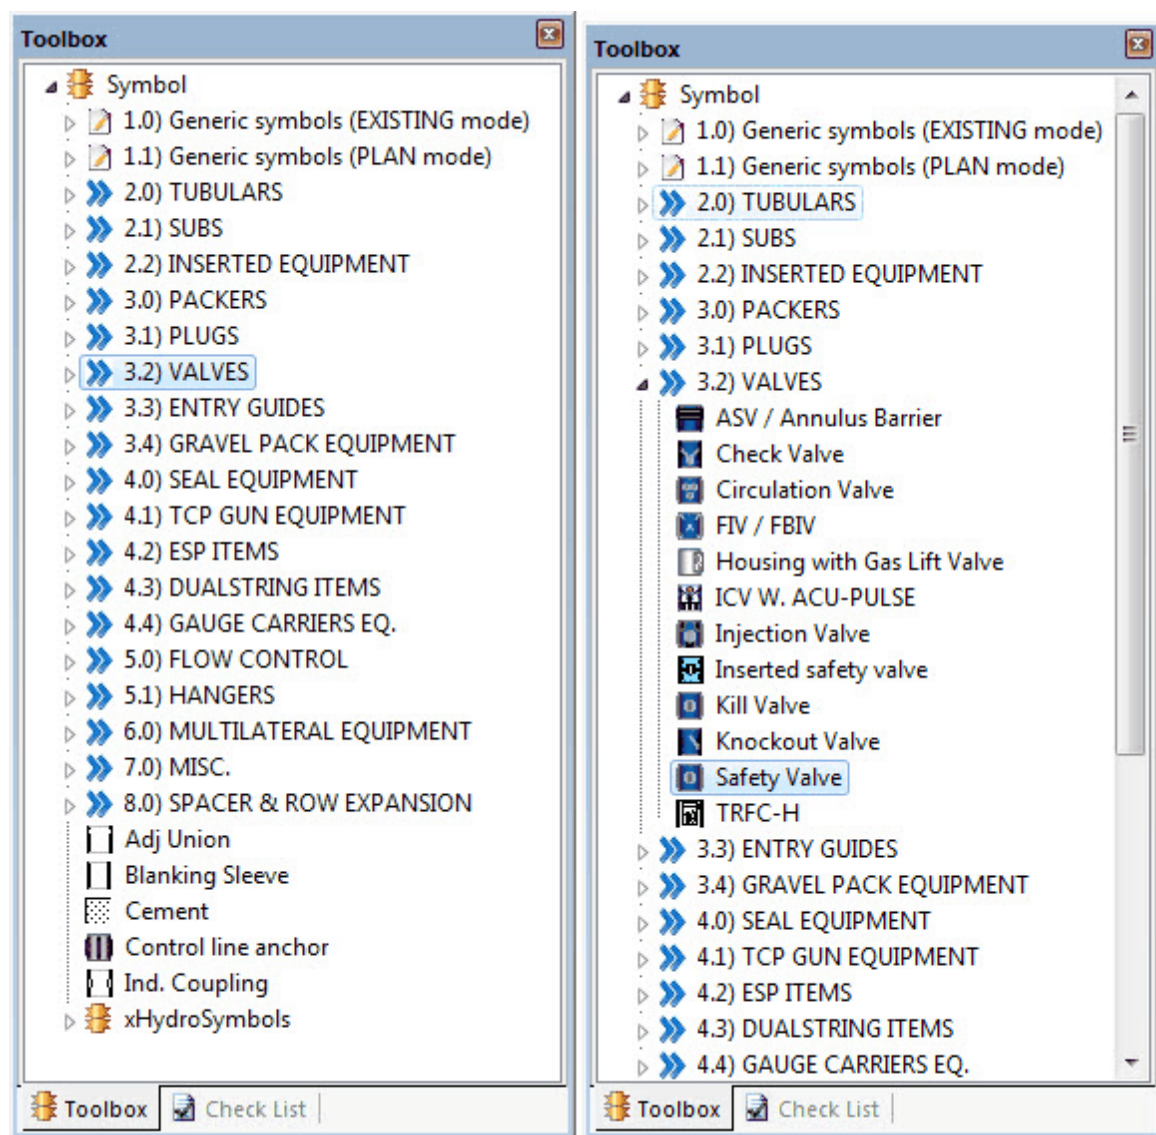 Toolbox
Symbol
1.0) Generic symbols (EXISTING mode)
1.1) Generic symbols (PLAN mode)
2.0) TUBULARS
2.1) SUBS
2.2) INSERTED EQUIPMENT
3.0) PACKERS
3.1) PLUGS
3.2) VALVES
3.3) ENTRY GUIDES
3.4) GRAVEL PACK EQUIPMENT
4.0) SEAL EQUIPMENT
4.1) TCP GUN EQUIPMENT
4.2) ESP ITEMS
4.3) DUALSTRING ITEMS
4.4) GAUGE CARRIERS EQ.
5.0) FLOW CONTROL
5.1) HANGERS
6.0) MULTILATERAL EQUIPMENT
7.0) MISC.
8.0) SPACER & ROW EXPANSION
Adj Union
Blanking Sleeve
Cement
Control line anchor
Ind. Coupling
xHydroSymbols
Toolbox Check List
Toolbox
Symbol
1.0) Generic symbols (EXISTING mode)
1.1) Generic symbols (PLAN mode)
2.0) TUBULARS
2.1) SUBS
2.2) INSERTED EQUIPMENT
3.0) PACKERS
3.1) PLUGS
3.2) VALVES
ASV / Annulus Barrier
Check Valve
Circulation Valve
FIV / FBIV
Housing with Gas Lift Valve
ICV W. ACU-PULSE
Injection Valve
Inserted safety valve
Kill Valve
Knockout Valve
Safety Valve
TRFC-H
3.3) ENTRY GUIDES
3.4) GRAVEL PACK EQUIPMENT
4.0) SEAL EQUIPMENT
4.1) TCP GUN EQUIPMENT
4.2) ESP ITEMS
4.3) DUALSTRING ITEMS
4.4) GAUGE CARRIERS EQ.
Toolbox Check List